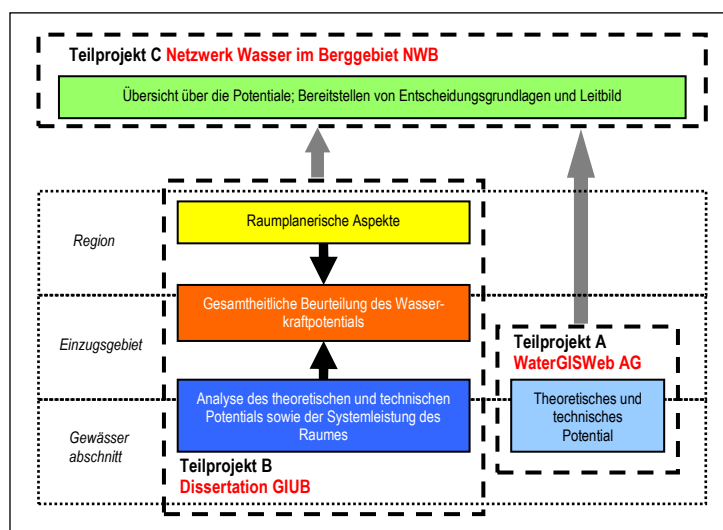 Teilprojekt C Netzwerk Wasser im Berggebiet NWB
Übersicht über die Potentiale; Bereitstellen von Entscheidungsgrundlagen und Leitbild
Region
Raumplanerische Aspekte
Einzugsgebiet
Gesamtheitliche Beurteilung des Wasser-
kraftpotentials
Teilprojekt A
WaterGISWeb AG
Gewässer
abschnitt
Analyse des theoretischen und technischen
Potentials sowie der Systemleistung des
Raumes
Theoretisches und
technisches
Potential
Teilprojekt B
Dissertation GIUB